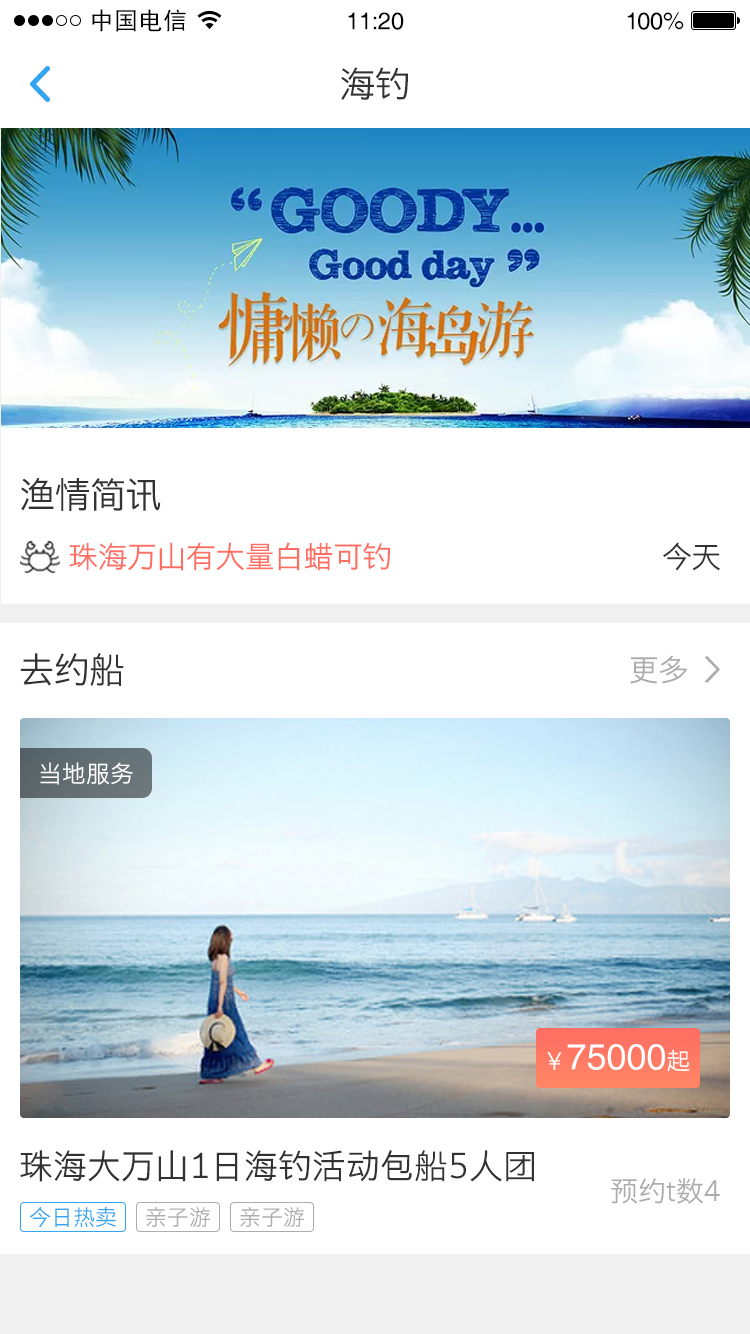 中国电信 11:20 100%
海钓
“GOODY...
Good day”
慵懒の海岛游
渔情简讯
珠海万山有大量白蜡可钓 今天
去约船 更多
当地服务
￥75000起
珠海大万山1日海钓活动包船5人团
预约t数4
今日热卖 亲子游 亲子游